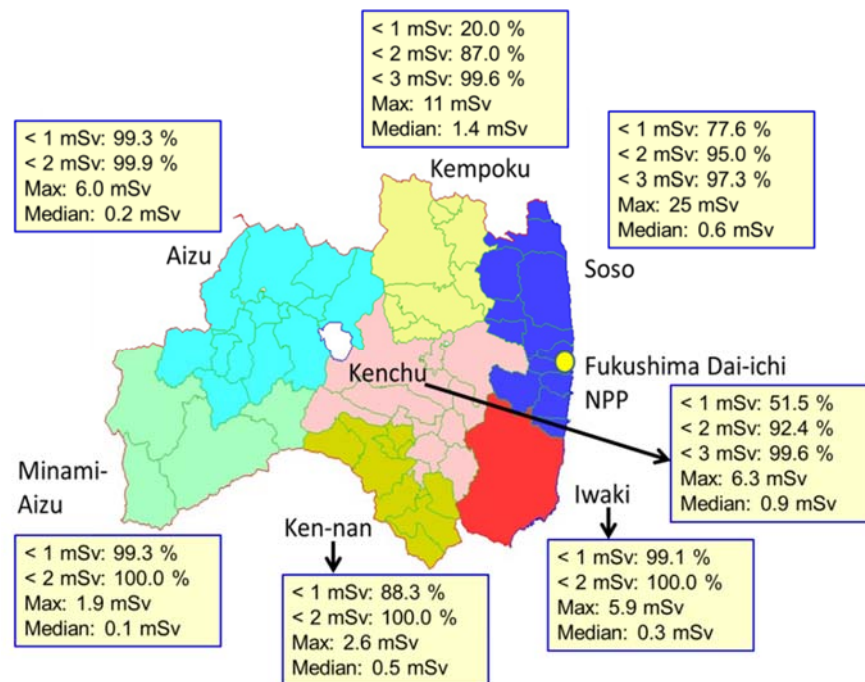 < 1 mSv: 20.0 %
< 2 mSv: 87.0 %
< 3 mSv: 99.6 %
Max: 11 mSv
Median: 1.4 mSv
Kempoku
< 1 mSv: 99.3 %
< 2 mSv: 99.9 %
Max: 6.0 mSv
Median: 0.2 mSv
Aizu
< 1 mSv: 77.6 %
< 2 mSv: 95.0 %
< 3 mSv: 97.3 %
Max: 25 mSv
Median: 0.6 mSv
Soso
Fukushima Dai-ichi
NPP
Kenchu
< 1 mSv: 51.5 %
< 2 mSv: 92.4 %
< 3 mSv: 99.6 %
Max: 6.3 mSv
Median: 0.9 mSv
Minami-
Aizu
< 1 mSv: 99.3 %
< 2 mSv: 100.0 %
Max: 1.9 mSv
Median: 0.1 mSv
Ken-nan
< 1 mSv: 88.3 %
< 2 mSv: 100.0 %
Max: 2.6 mSv
Median: 0.5 mSv
Iwaki
< 1 mSv: 99.1 %
< 2 mSv: 100.0 %
Max: 5.9 mSv
Median: 0.3 mSv